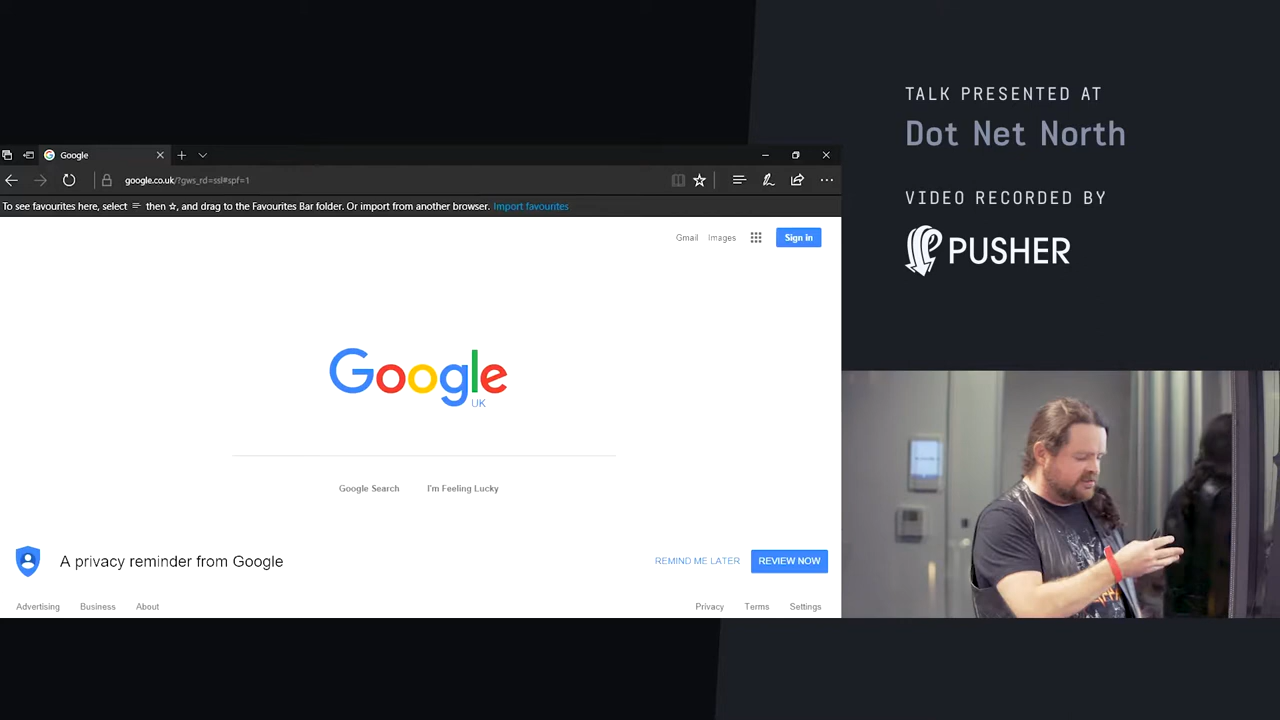 TALK PRESENTED AT
Dot Net North
VIDEO RECORDED BY
PUSHER
Google
google.co.uk/?gws_rd=ssl#spf=1
To see favourites here, select then ☆, and drag to the Favourites Bar folder. Or import from another browser. Import favourites
Gmail Images Sign in
Google
UK
Google Search I'm Feeling Lucky
A privacy reminder from Google REMIND ME LATER REVIEW NOW
Advertising Business About Privacy Terms Settings